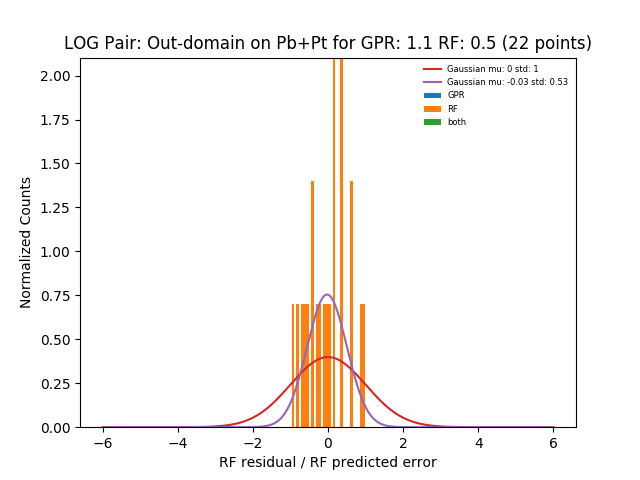 LOG Pair: Out-domain on Pb+Pt for GPR: 1.1 RF: 0.5 (22 points)
Gaussian mu: 0 std: 1
Gaussian mu: -0.03 std: 0.53
GPR
RF
both
Normalized Counts
2.00
1.75
1.50
1.25
1.00
0.75
0.50
0.25
0.00
−6 −4 −2 0 2 4 6
RF residual / RF predicted error